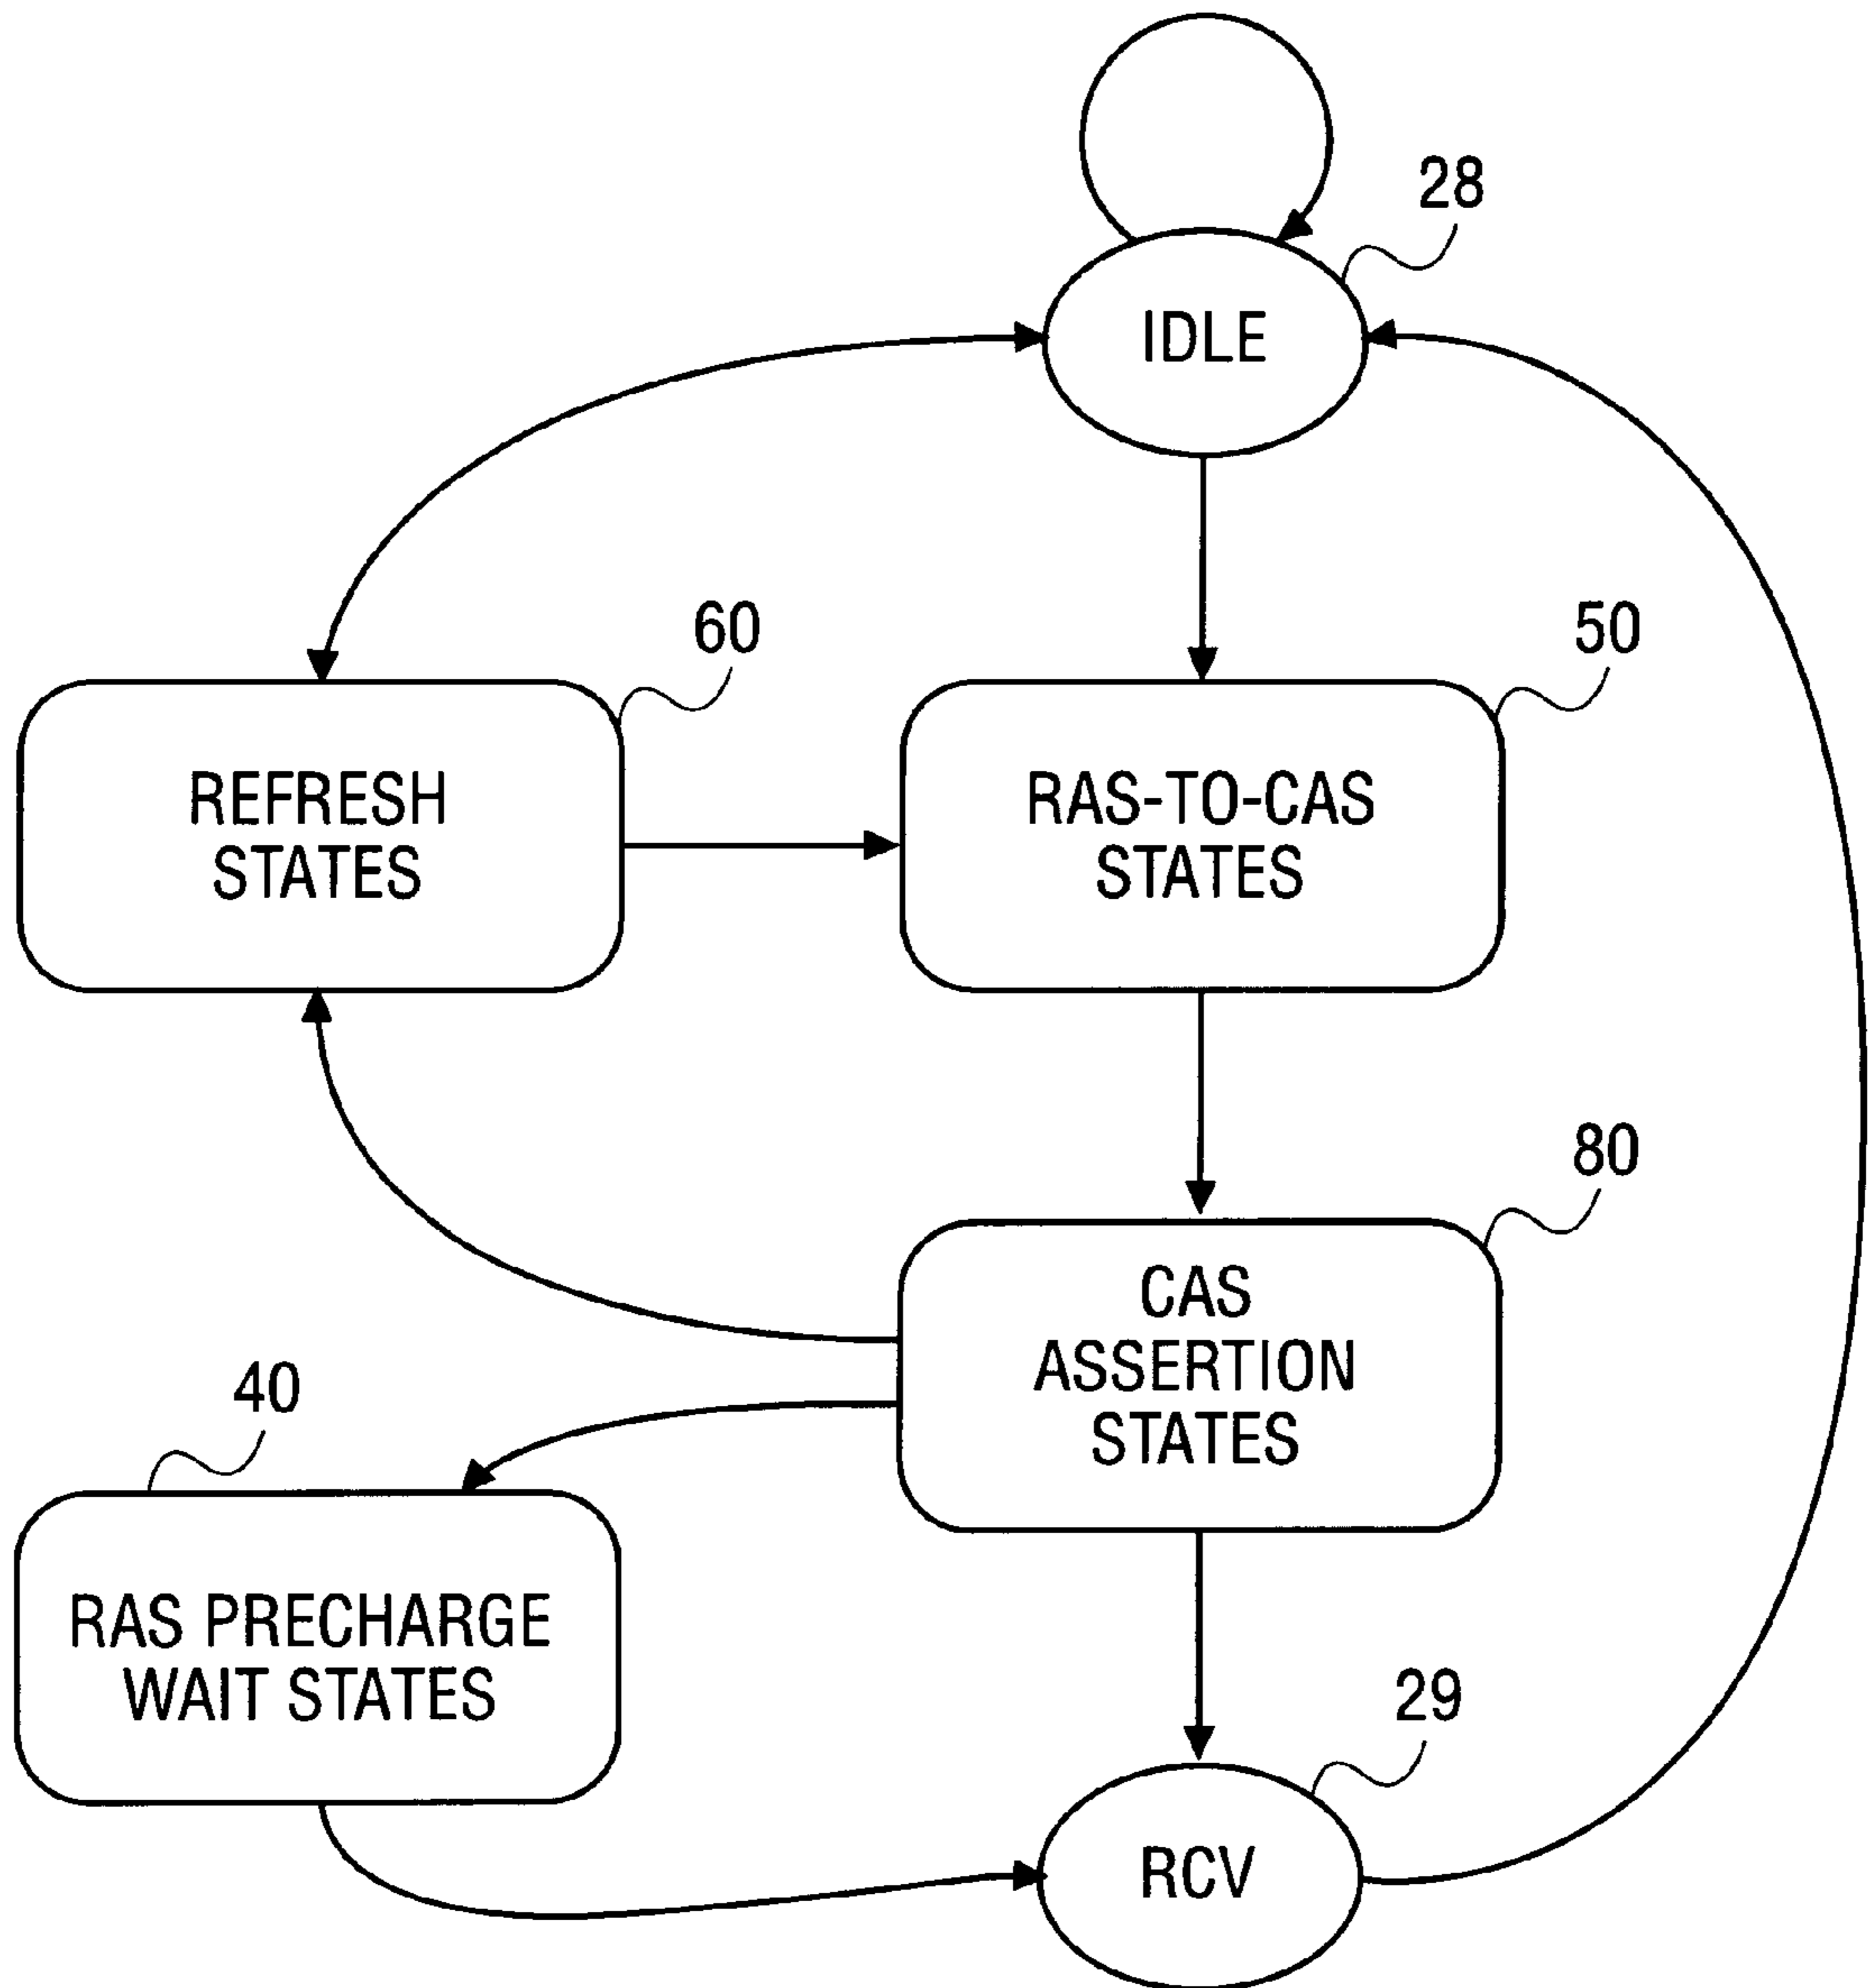 28
IDLE
60
50
REFRESH
STATES
RAS-TO-CAS
STATES
80
CAS
ASSERTION
STATES
40
RAS PRECHARGE
WAIT STATES
29
RCV